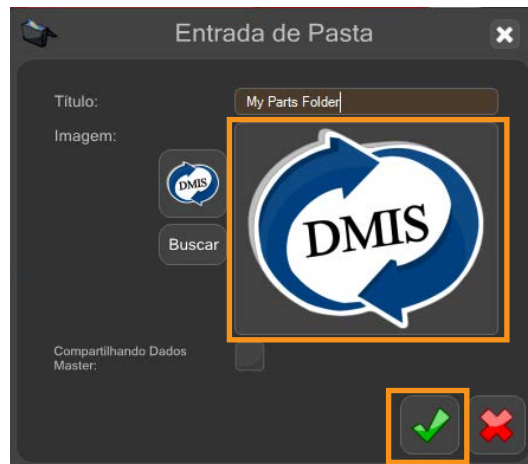 Entrada de Pasta
Título:
My Parts Folder
Imagem:
DMIS
DMIS
Buscar
Compartilhando Dados
Master: